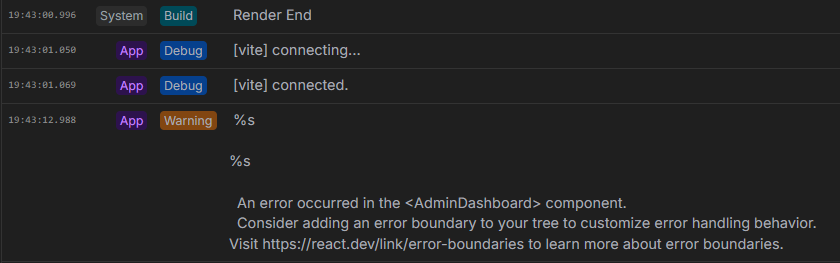 19:43:00.996 System Build Render End
19:43:01.050 App Debug [vite] connecting...
19:43:01.069 App Debug [vite] connected.
19:43:12.988 App Warning %s
%s
An error occurred in the <AdminDashboard> component.
Consider adding an error boundary to your tree to customize error handling behavior.
Visit https://react.dev/link/error-boundaries to learn more about error boundaries.